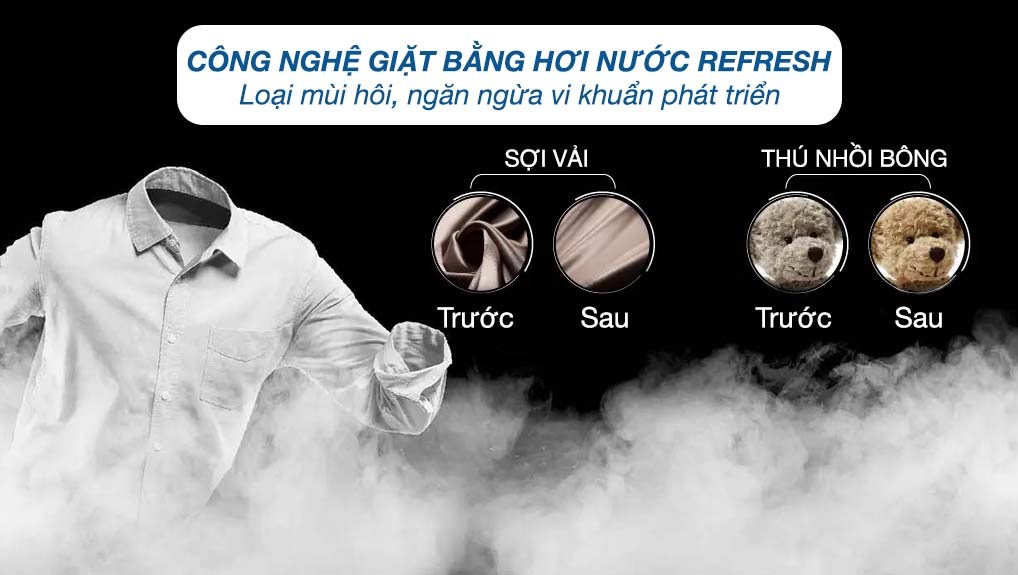 CÔNG NGHỆ GIẶT BẰNG HƠI NƯỚC REFRESH
Loại mùi hôi, ngăn ngừa vi khuẩn phát triển
SỢI VẢI
THÚ NHỒI BÔNG
Trước
Sau
Trước
Sau